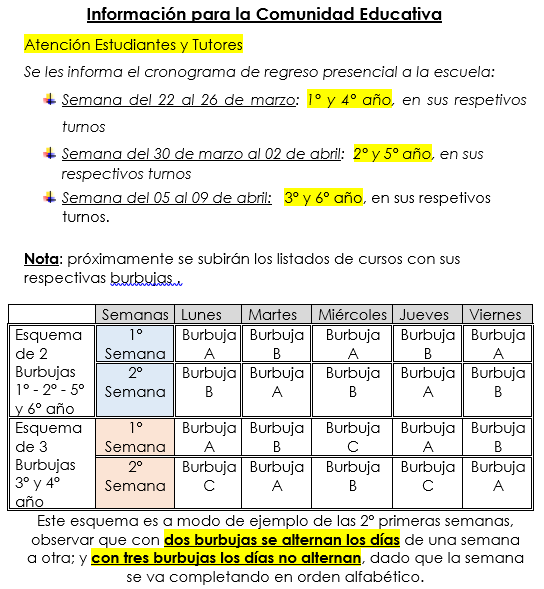 Información para la Comunidad Educativa
Atención Estudiantes y Tutores
Se les informa el cronograma de regreso presencial a la escuela:
Semana del 22 al 26 de marzo: 1° y 4° año, en sus respetivos
turnos
Semana del 30 de marzo al 02 de abril: 2° y 5° año, en sus
respectivos turnos
Semana del 05 al 09 de abril: 3° y 6° año, en sus respetivos
turnos.
Nota: próximamente se subirán los listados de cursos con sus
respectivas burbujas.,
Semanas Lunes Martes Miércoles Jueves Viernes
Esquema de 2 Burbujas 1° - 2° - 5° y 6° año
1° Semana Burbuja A Burbuja B Burbuja A Burbuja B Burbuja A
2° Semana Burbuja B Burbuja A Burbuja B Burbuja A Burbuja B
Esquema de 3 Burbujas 3° y 4° año
1° Semana Burbuja A Burbuja B Burbuja C Burbuja A Burbuja B
2° Semana Burbuja C Burbuja A Burbuja B Burbuja C Burbuja A
Este esquema es a modo de ejemplo de las 2° primeras semanas,
observar que con dos burbujas se alternan los días de una semana
a otra; y con tres burbujas los días no alternan, dado que la semana
se va completando en orden alfabético.